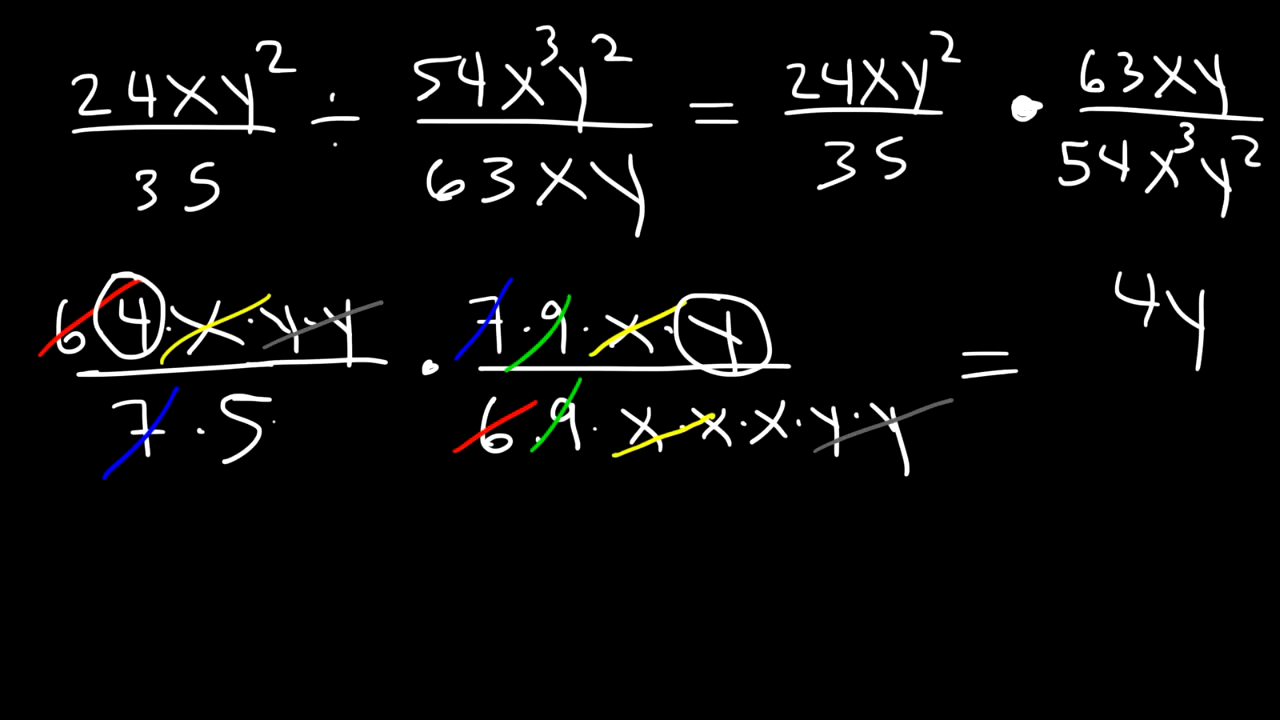 24xy² / 35 ÷ 54x³y² / 63xy = 24xy² / 35 • 63xy / 54x³y²
6 4·x·y·y / 7·5· • 7·9·x·y / 6·9·x·x·x·y·y = 4y